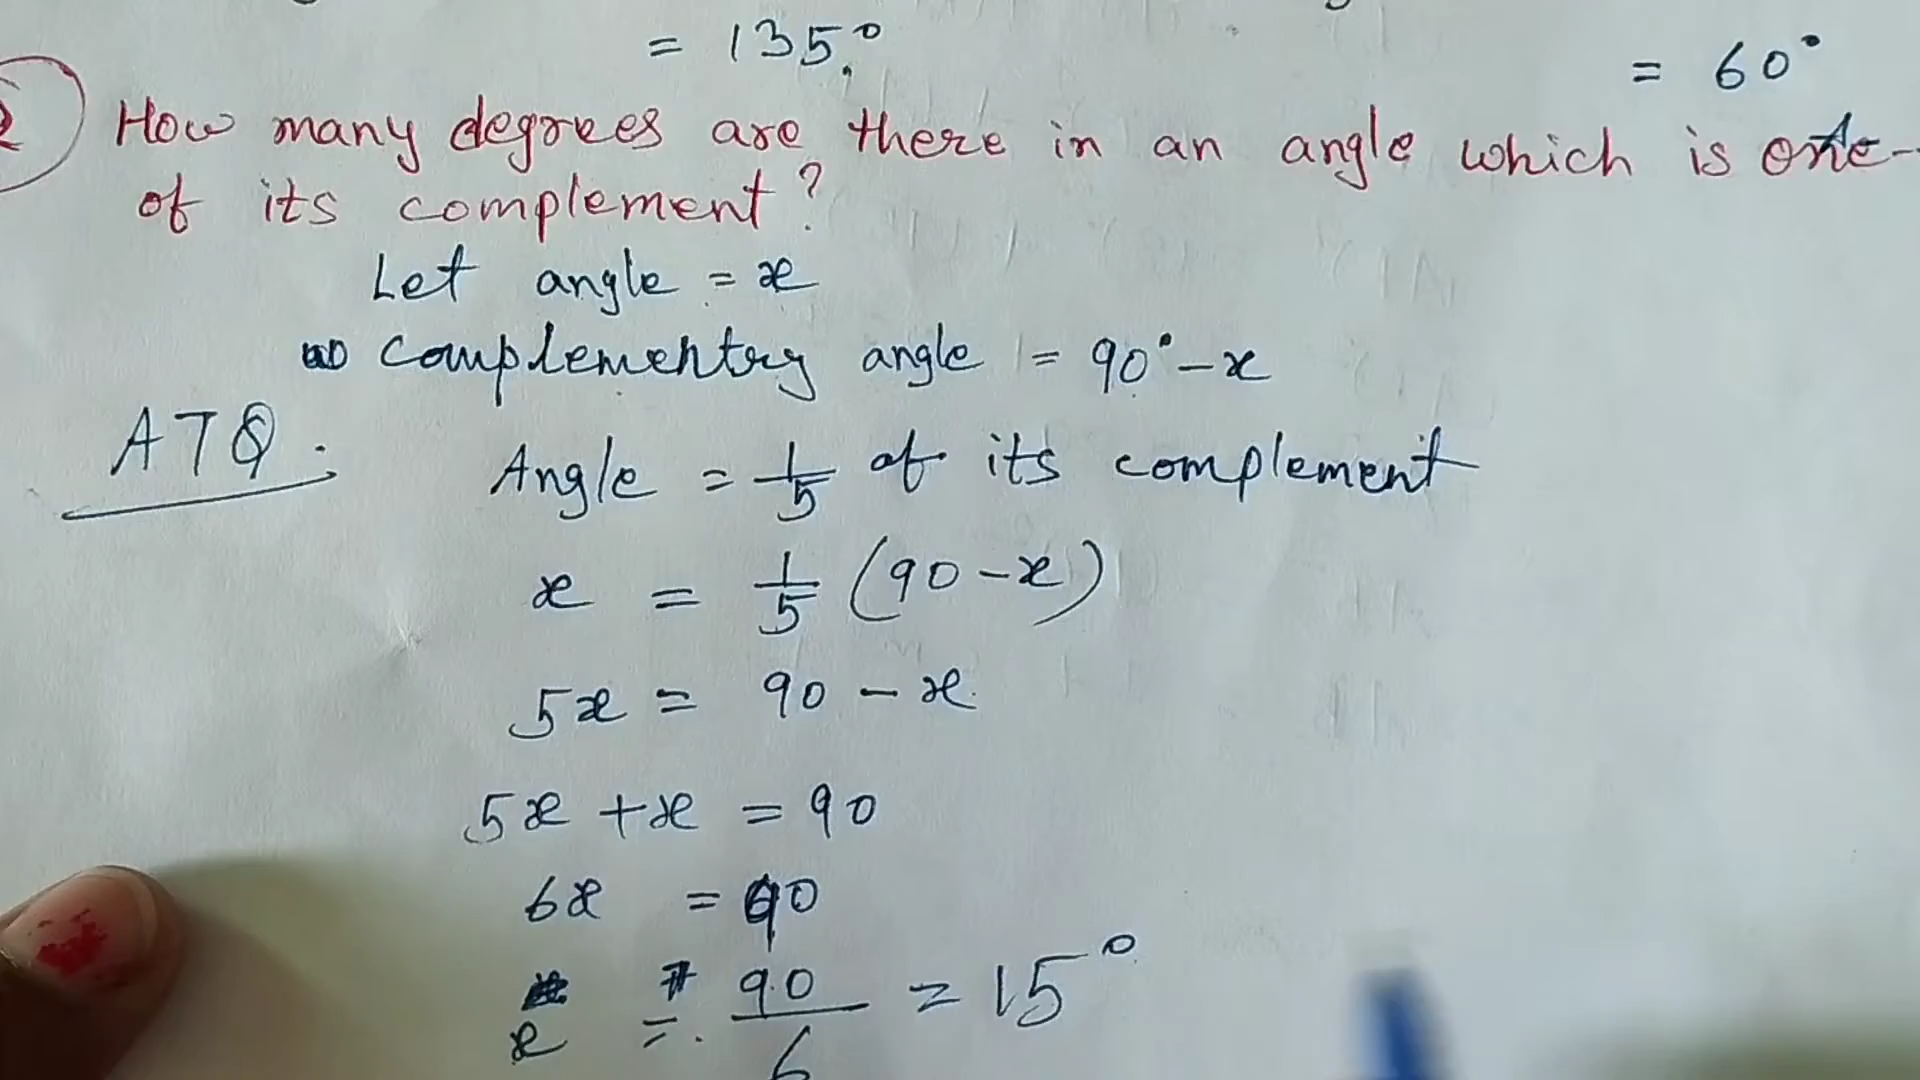 = 135°
= 60°
How many degrees are there in an angle which is one-
of its complement?
Let angle = x
complementry angle = 90° - x
ATQ.
Angle = 1/5 of its complement
x = 1/5 (90 - x)
5x = 90 - x
5x + x = 90
6x = 90
x = 90/6 = 15°